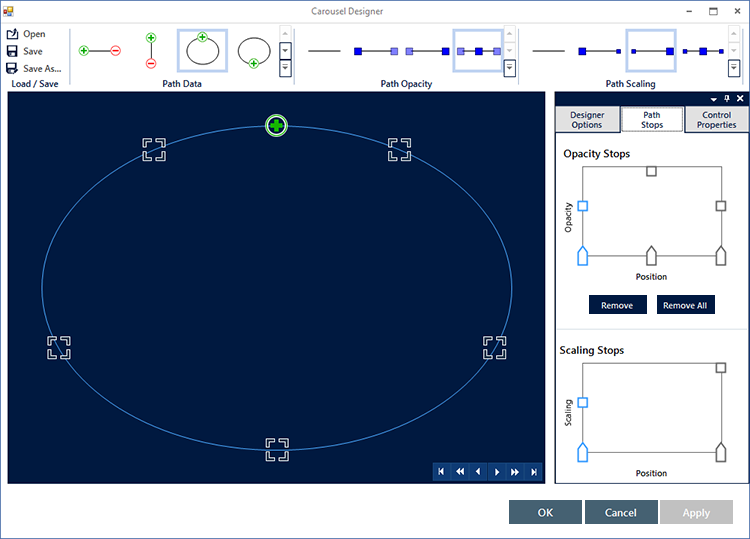 Carousel Designer
Open
Save
Save As...
Load / Save
Path Data
Path Opacity
Path Scaling
Designer
Options
Path
Stops
Control
Properties
Opacity Stops
Opacity
Position
Remove
Remove All
Scaling Stops
Scaling
Position
OK
Cancel
Apply